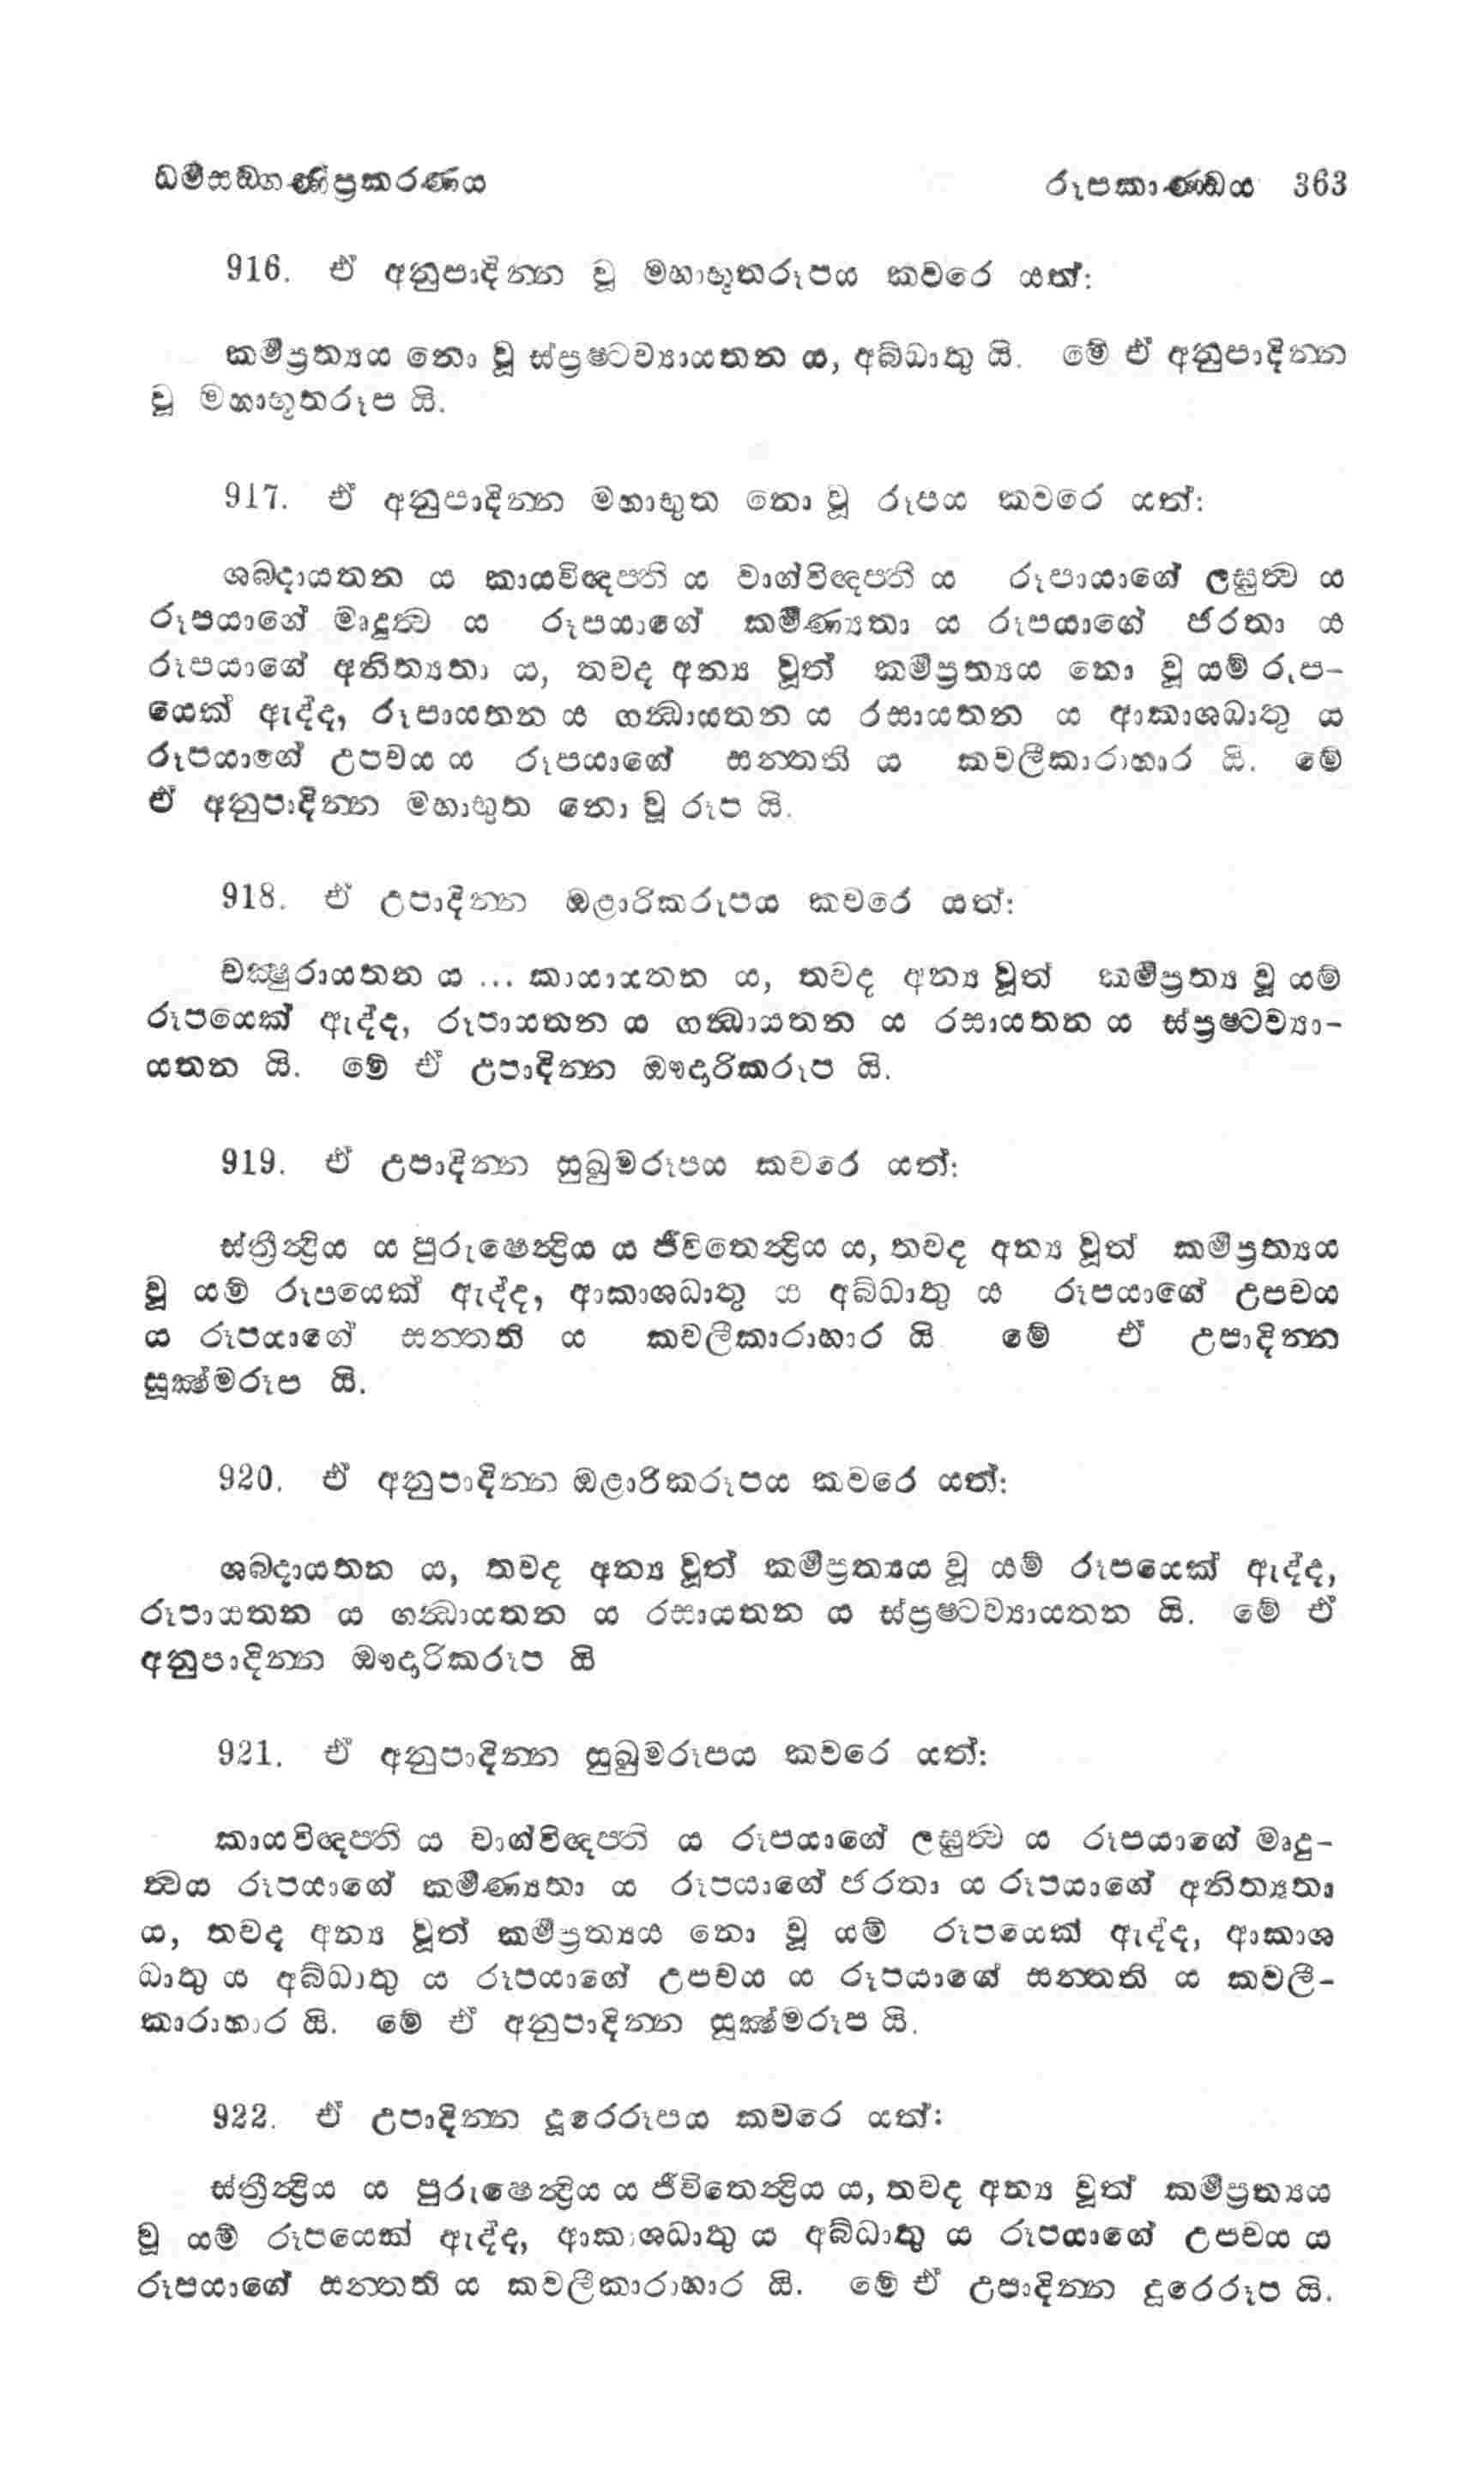 ධර්මසඞ්ගණිප්‍රකරණය රූපකාණ්ඩය 363
916. ඒ අනුපාදින්න වූ මහාභූතරූපය කවරෙ යත්:
කර්මප්‍රත්‍යය නො වූ ස්ප්‍රෂ්ටව්‍යායතන ය, අබ්ධාතු යි. මේ ඒ අනුපාදින්න
වූ මහාභූතරූප යි.
917. ඒ අනුපාදින්න මහාභූත නො වූ රූපය කවරෙ යත්:
ශබ්දායතන ය කායවිඥප්ති ය වාග්විඥප්ති ය රූපායාගේ ලඝුත්‍ව ය
රූපයාගේ මෘදුත්‍ව ය රූපයාගේ කර්මණ්‍යතා ය රූපයාගේ ජරතා ය
රූපයාගේ අනිත්‍යතා ය, තවද අන්‍ය වූත් කර්මප්‍රත්‍යය නො වූ යම් රූප-
යෙක් ඇද්ද, රූපායතන ය ගන්ධායතන ය රසායතන ය ආකාශධාතු ය
රූපයාගේ උපචය ය රූපයාගේ සන්තති ය කවලීකාරාහාර යි. මේ
ඒ අනුපාදින්න මහාභූත නො වූ රූප යි.
918. ඒ උපාදින්න ඔළාරිකරූපය කවරෙ යත්:
චක්‍ෂුරායතන ය ... කායායතන ය, තවද අන්‍ය වූත් කර්මප්‍රත්‍ය වූ යම්
රූපයෙක් ඇද්ද, රූපායතන ය ගන්ධායතන ය රසායතන ය ස්ප්‍රෂ්ටව්‍යා-
යතන යි. මේ ඒ උපාදින්න ඖදාරිකරූප යි.
919. ඒ උපාදින්න සුඛුමරූපය කවරෙ යත්:
ස්ත්‍රීන්ද්‍රිය ය පුරුෂෙන්ද්‍රිය ය ජීවිතෙන්ද්‍රිය ය, තවද අන්‍ය වූත් කර්මප්‍රත්‍යය
වූ යම් රූපයෙක් ඇද්ද, ආකාශධාතු ය අබ්ධාතු ය රූපයාගේ උපචය
ය රූපයාගේ සන්තති ය කවලීකාරාහාර යි මේ ඒ උපාදින්න
සූක්‍ෂ්මරූප යි.
920. ඒ අනුපාදින්න ඔළාරිකරූපය කවරෙ යත්:
ශබ්දායතන ය, තවද අන්‍ය වූත් කර්මප්‍රත්‍යය වූ යම් රූපයෙක් ඇද්ද,
රූපායතන ය ගන්ධායතන ය රසායතන ය ස්ප්‍රෂ්ටව්‍යායතන යි. මේ ඒ
අනුපාදින්න ඖදාරිකරූප යි
921. ඒ අනුපාදින්න සුඛුමරූපය කවරෙ යත්:
කායවිඥප්ති ය වාග්විඥප්ති ය රූපයාගේ ලඝුත්‍ව ය රූපයාගේ මෘදු-
ත්‍වය රූපයාගේ කර්මණ්‍යතා ය රූපයාගේ ජරතා ය රූපයාගේ අනිත්‍යතා
ය, තවද අන්‍ය වූත් කර්මප්‍රත්‍යය නො වූ යම් රූපයෙක් ඇද්ද, ආකාශ
ධාතු ය අබ්ධාතු ය රූපයාගේ උපචය ය රූපයාගේ සන්තති ය කවලී-
කාරාහාර යි. මේ ඒ අනුපාදින්න සූක්‍ෂ්මරූප යි.
922. ඒ උපාදින්න දූරෙරූපය කවරෙ යත්:
ස්ත්‍රීන්ද්‍රිය ය පුරුෂෙන්ද්‍රිය ය ජීවිතෙන්ද්‍රිය ය, තවද අන්‍ය වූත් කර්මප්‍රත්‍යය
වූ යම් රූපයෙක් ඇද්ද, ආකාශධාතු ය අබ්ධාතු ය රූපයාගේ උපචය ය
රූපයාගේ සන්තති ය කවලීකාරාහාර යි. මේ ඒ උපාදින්න දූරෙරූප යි.